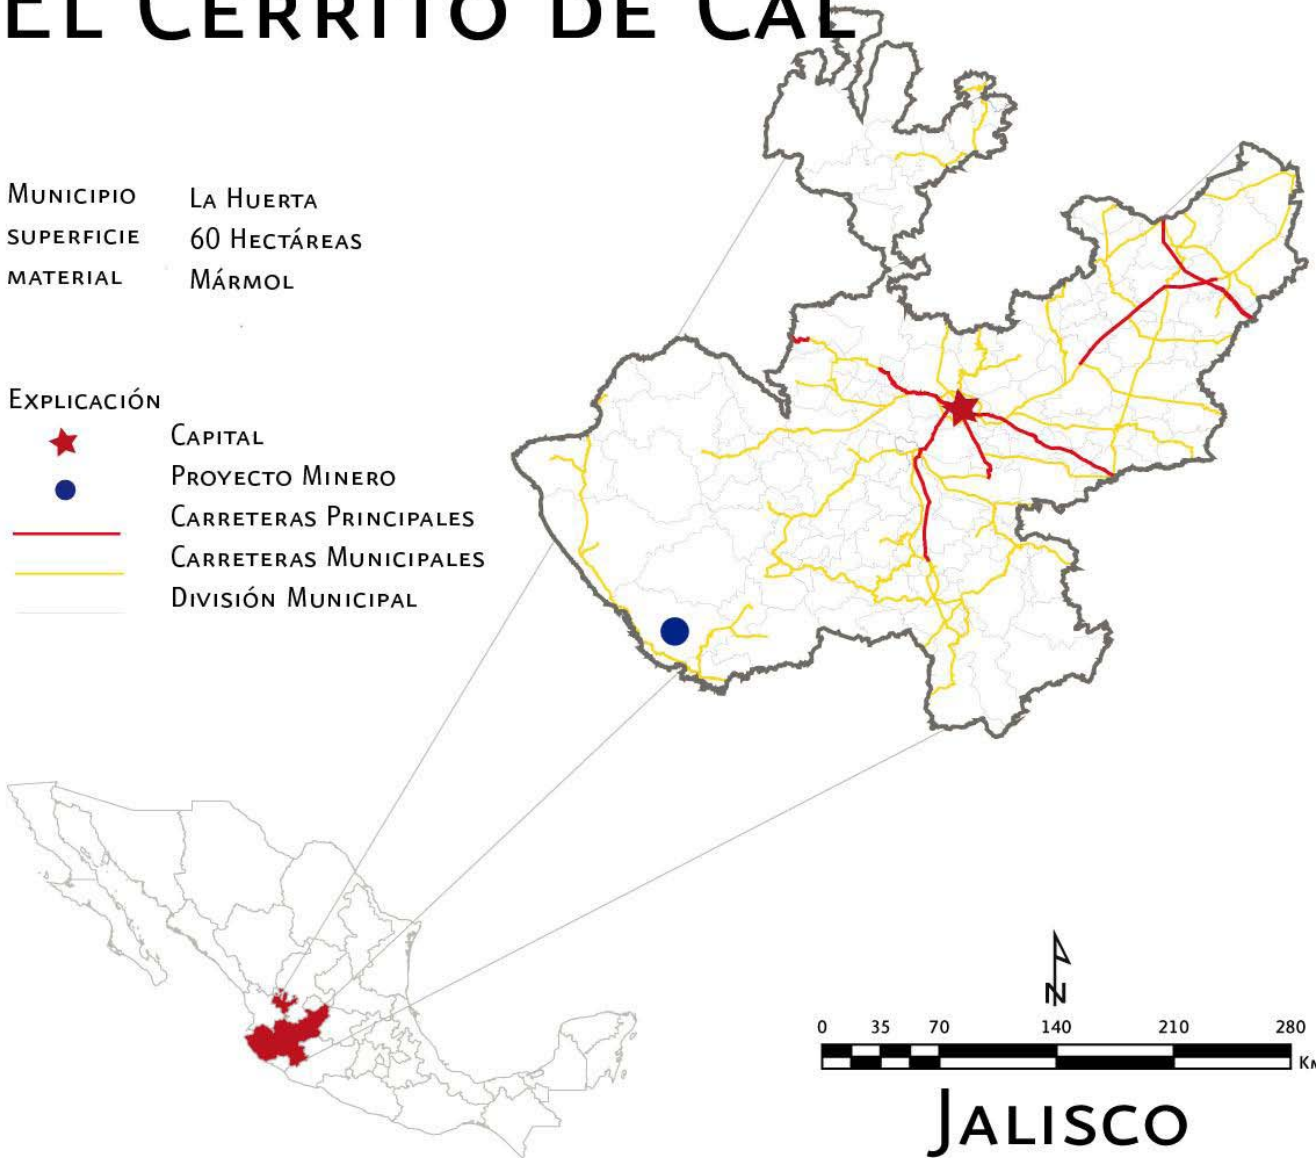 EL CERRITO DE CAL
MUNICIPIO LA HUERTA
SUPERFICIE 60 HECTÁREAS
MATERIAL MÁRMOL
EXPLICACIÓN
CAPITAL
PROYECTO MINERO
CARRETERAS PRINCIPALES
CARRETERAS MUNICIPALES
DIVISIÓN MUNICIPAL
N
0 35 70 140 210 280
KM
JALISCO